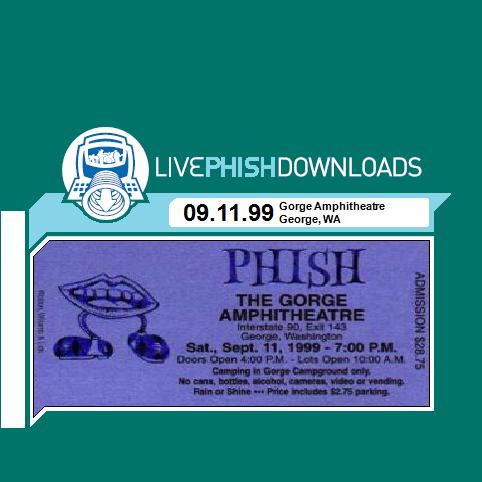 LIVEPHISHDOWNLOADS
09.11.99
Gorge Amphitheatre
George, WA
PHISH
THE GORGE
AMPHITHEATRE
Interstate 90, Exit 143
George, Washington
Sat., Sept. 11, 1999 - 7:00 P.M.
Doors Open 4:00 P.M. - Lots Open 10:00 A.M.
Camping in Gorge Campground only.
No cans, bottles, alcohol, cameras, video or vending.
Rain or Shine ••• Price includes $2.75 parking.
ADMISSION $28.75